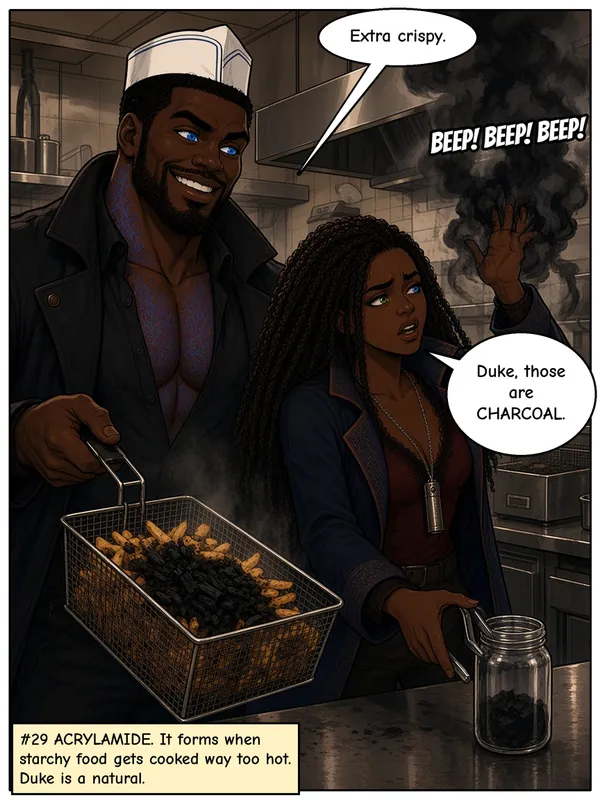 Extra crispy.
BEEP! BEEP! BEEP!
Duke, those
are
CHARCOAL.
#29 ACRYLAMIDE. It forms when
starchy food gets cooked way too hot.
Duke is a natural.